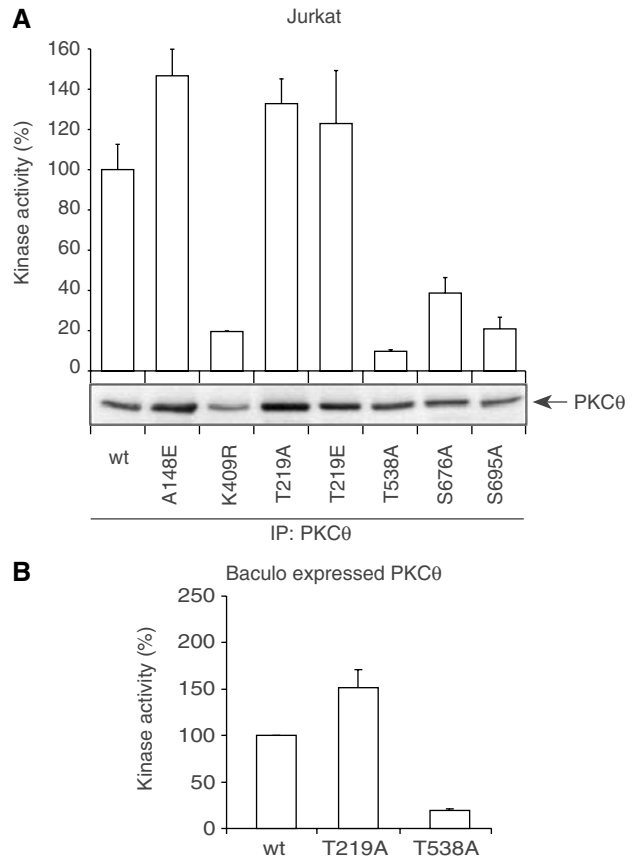 A
Jurkat
Kinase activity (%)
160
140
120
100
80
60
40
20
0
PKCθ
wt
A148E
K409R
T219A
T219E
T538A
S676A
S695A
IP: PKCθ
B
Baculo expressed PKCθ
Kinase activity (%)
250
200
150
100
50
0
wt
T219A
T538A